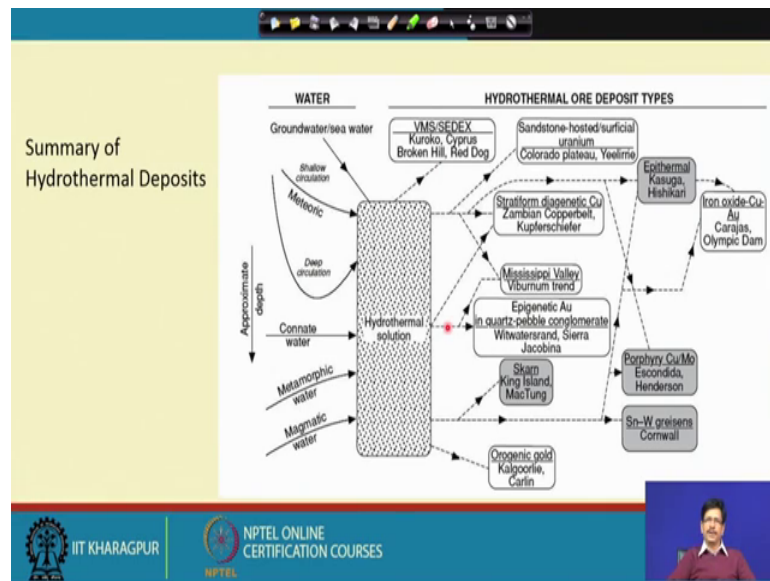 Summary of
Hydrothermal Deposits
WATER
HYDROTHERMAL ORE DEPOSIT TYPES
Groundwater/sea water
Shallow
circulation
Meteoric
Deep
circulation
Approximate
depth
Connate
water
Metamorphic
water
Magmatic
water
Hydrothermal
solution
VMS/SEDEX
Kuroko, Cyprus
Broken Hill, Red Dog
Sandstone-hosted/surficial
uranium
Colorado plateau, Yeelirrie
Epithermal
Kasuga,
Hishikari
Stratiform diagenetic Cu
Zambian Copperbelt,
Kupferschiefer
Iron oxide-Cu-
Au
Carajas,
Olympic Dam
Mississippi Valley
Viburnum trend
Epigenetic Au
in quartz-pebble conglomerate
Witwatersrand, Sierra
Jacobina
Skarn
King Island,
MacTung
Porphyry Cu/Mo
Escondida,
Henderson
Sn–W greisens
Cornwall
Orogenic gold
Kalgoorlie,
Carlin
IIT KHARAGPUR
NPTEL
NPTEL ONLINE
CERTIFICATION COURSES